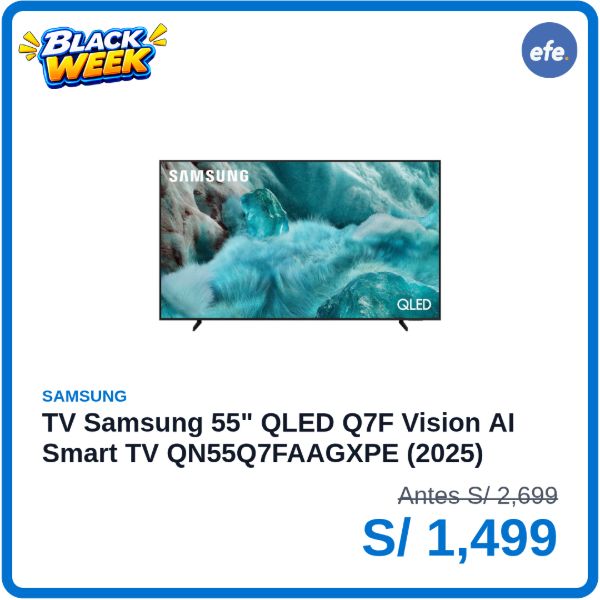 BLACK
WEEK
efe.
SAMSUNG
QLED
SAMSUNG
TV Samsung 55" QLED Q7F Vision AI
Smart TV QN55Q7FAAGXPE (2025)
Antes S/ 2,699
S/ 1,499